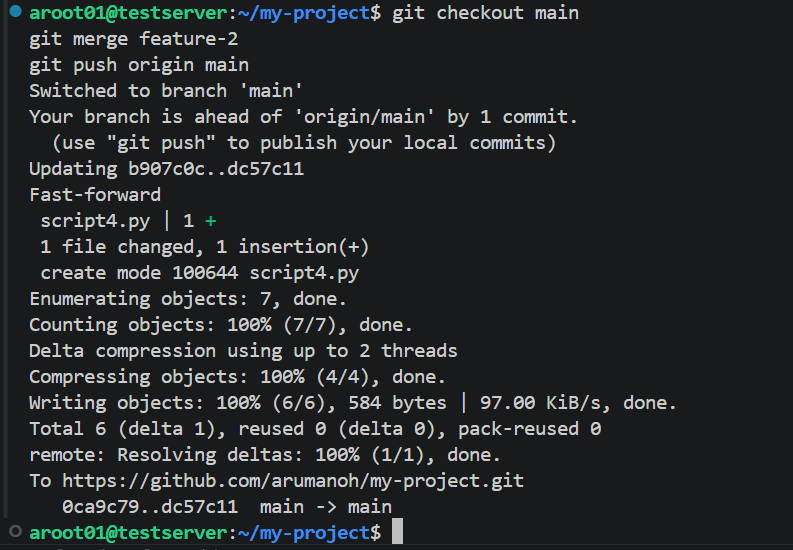 aroot01@testserver:~/my-project$ git checkout main
git merge feature-2
git push origin main
Switched to branch 'main'
Your branch is ahead of 'origin/main' by 1 commit.
  (use "git push" to publish your local commits)
Updating b907c0c..dc57c11
Fast-forward
 script4.py | 1 +
 1 file changed, 1 insertion(+)
 create mode 100644 script4.py
Enumerating objects: 7, done.
Counting objects: 100% (7/7), done.
Delta compression using up to 2 threads
Compressing objects: 100% (4/4), done.
Writing objects: 100% (6/6), 584 bytes | 97.00 KiB/s, done.
Total 6 (delta 1), reused 0 (delta 0), pack-reused 0
remote: Resolving deltas: 100% (1/1), done.
To https://github.com/arumanoh/my-project.git
   0ca9c79..dc57c11  main -> main
aroot01@testserver:~/my-project$